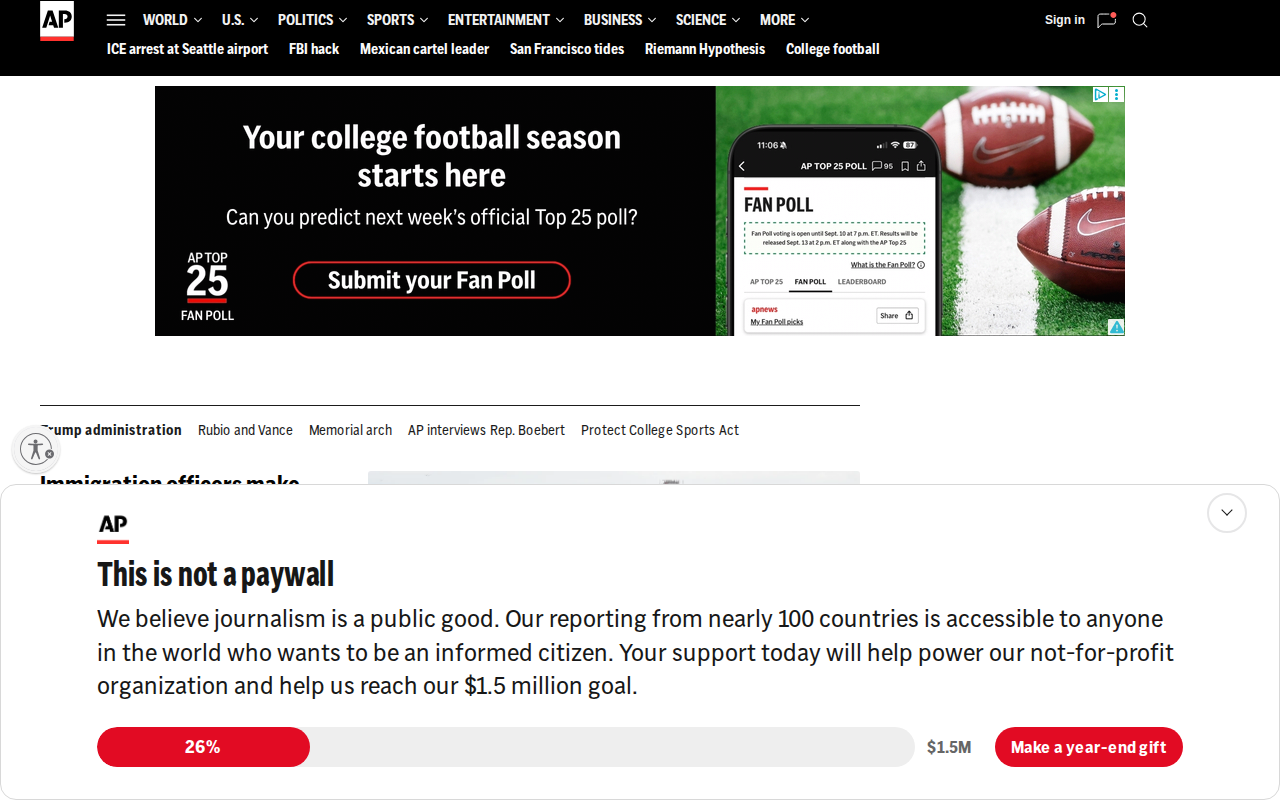 AP
WORLD U.S. POLITICS SPORTS ENTERTAINMENT BUSINESS SCIENCE MORE Sign in
ICE arrest at Seattle airport FBI hack Mexican cartel leader San Francisco tides Riemann Hypothesis College football
Your college football season
starts here
Can you predict next week's official Top 25 poll?
AP TOP
25
FAN POLL
Submit your Fan Poll
11:06 87
AP TOP 25 POLL 95
FAN POLL
Fan Poll voting is open until Sept. 10 at 7 p.m. ET. Results will be
released Sept. 13 at 2 p.m. ET along with the AP Top 25
What is the Fan Poll?
AP TOP 25 FAN POLL LEADERBOARD
apnews
My Fan Poll picks
Share
Trump administration Rubio and Vance Memorial arch AP interviews Rep. Boebert Protect College Sports Act
Immigration officers make
AP
This is not a paywall
We believe journalism is a public good. Our reporting from nearly 100 countries is accessible to anyone
in the world who wants to be an informed citizen. Your support today will help power our not-for-profit
organization and help us reach our $1.5 million goal.
26% $1.5M Make a year-end gift